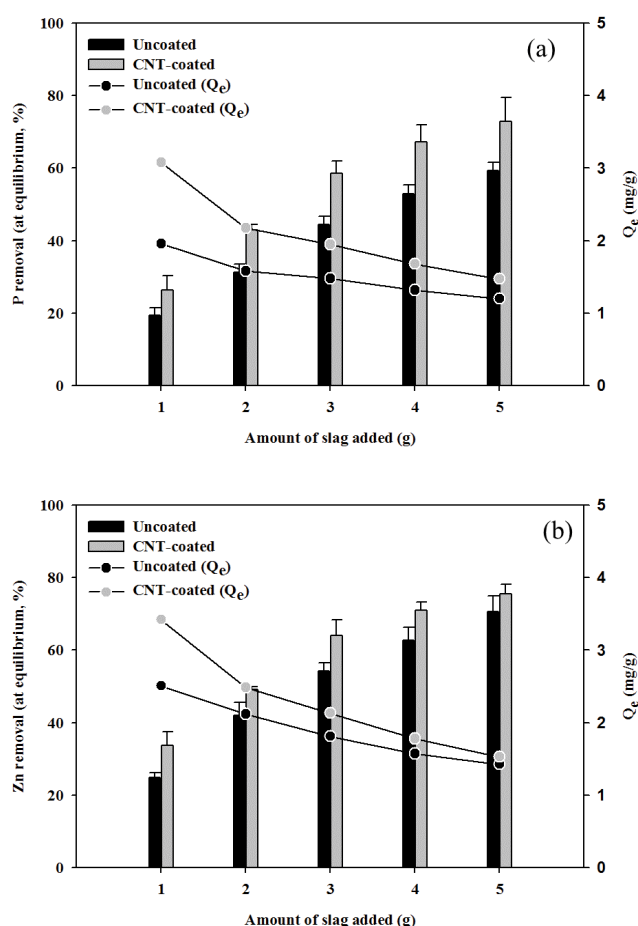 (a)
Uncoated
CNT-coated
Uncoated (Qe)
CNT-coated (Qe)
P removal (at equilibrium, %)
100
80
60
40
20
0
5
4
3
2
1
0
Qe (mg/g)
1 2 3 4 5
Amount of slag added (g)
(b)
Uncoated
CNT-coated
Uncoated (Qe)
CNT-coated (Qe)
Zn removal (at equilibrium, %)
100
80
60
40
20
0
5
4
3
2
1
0
Qe (mg/g)
1 2 3 4 5
Amount of slag added (g)